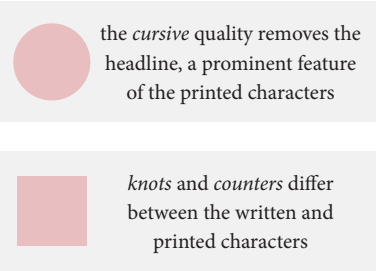 the cursive quality removes the
headline, a prominent feature
of the printed characters
knots and counters differ
between the written and
printed characters